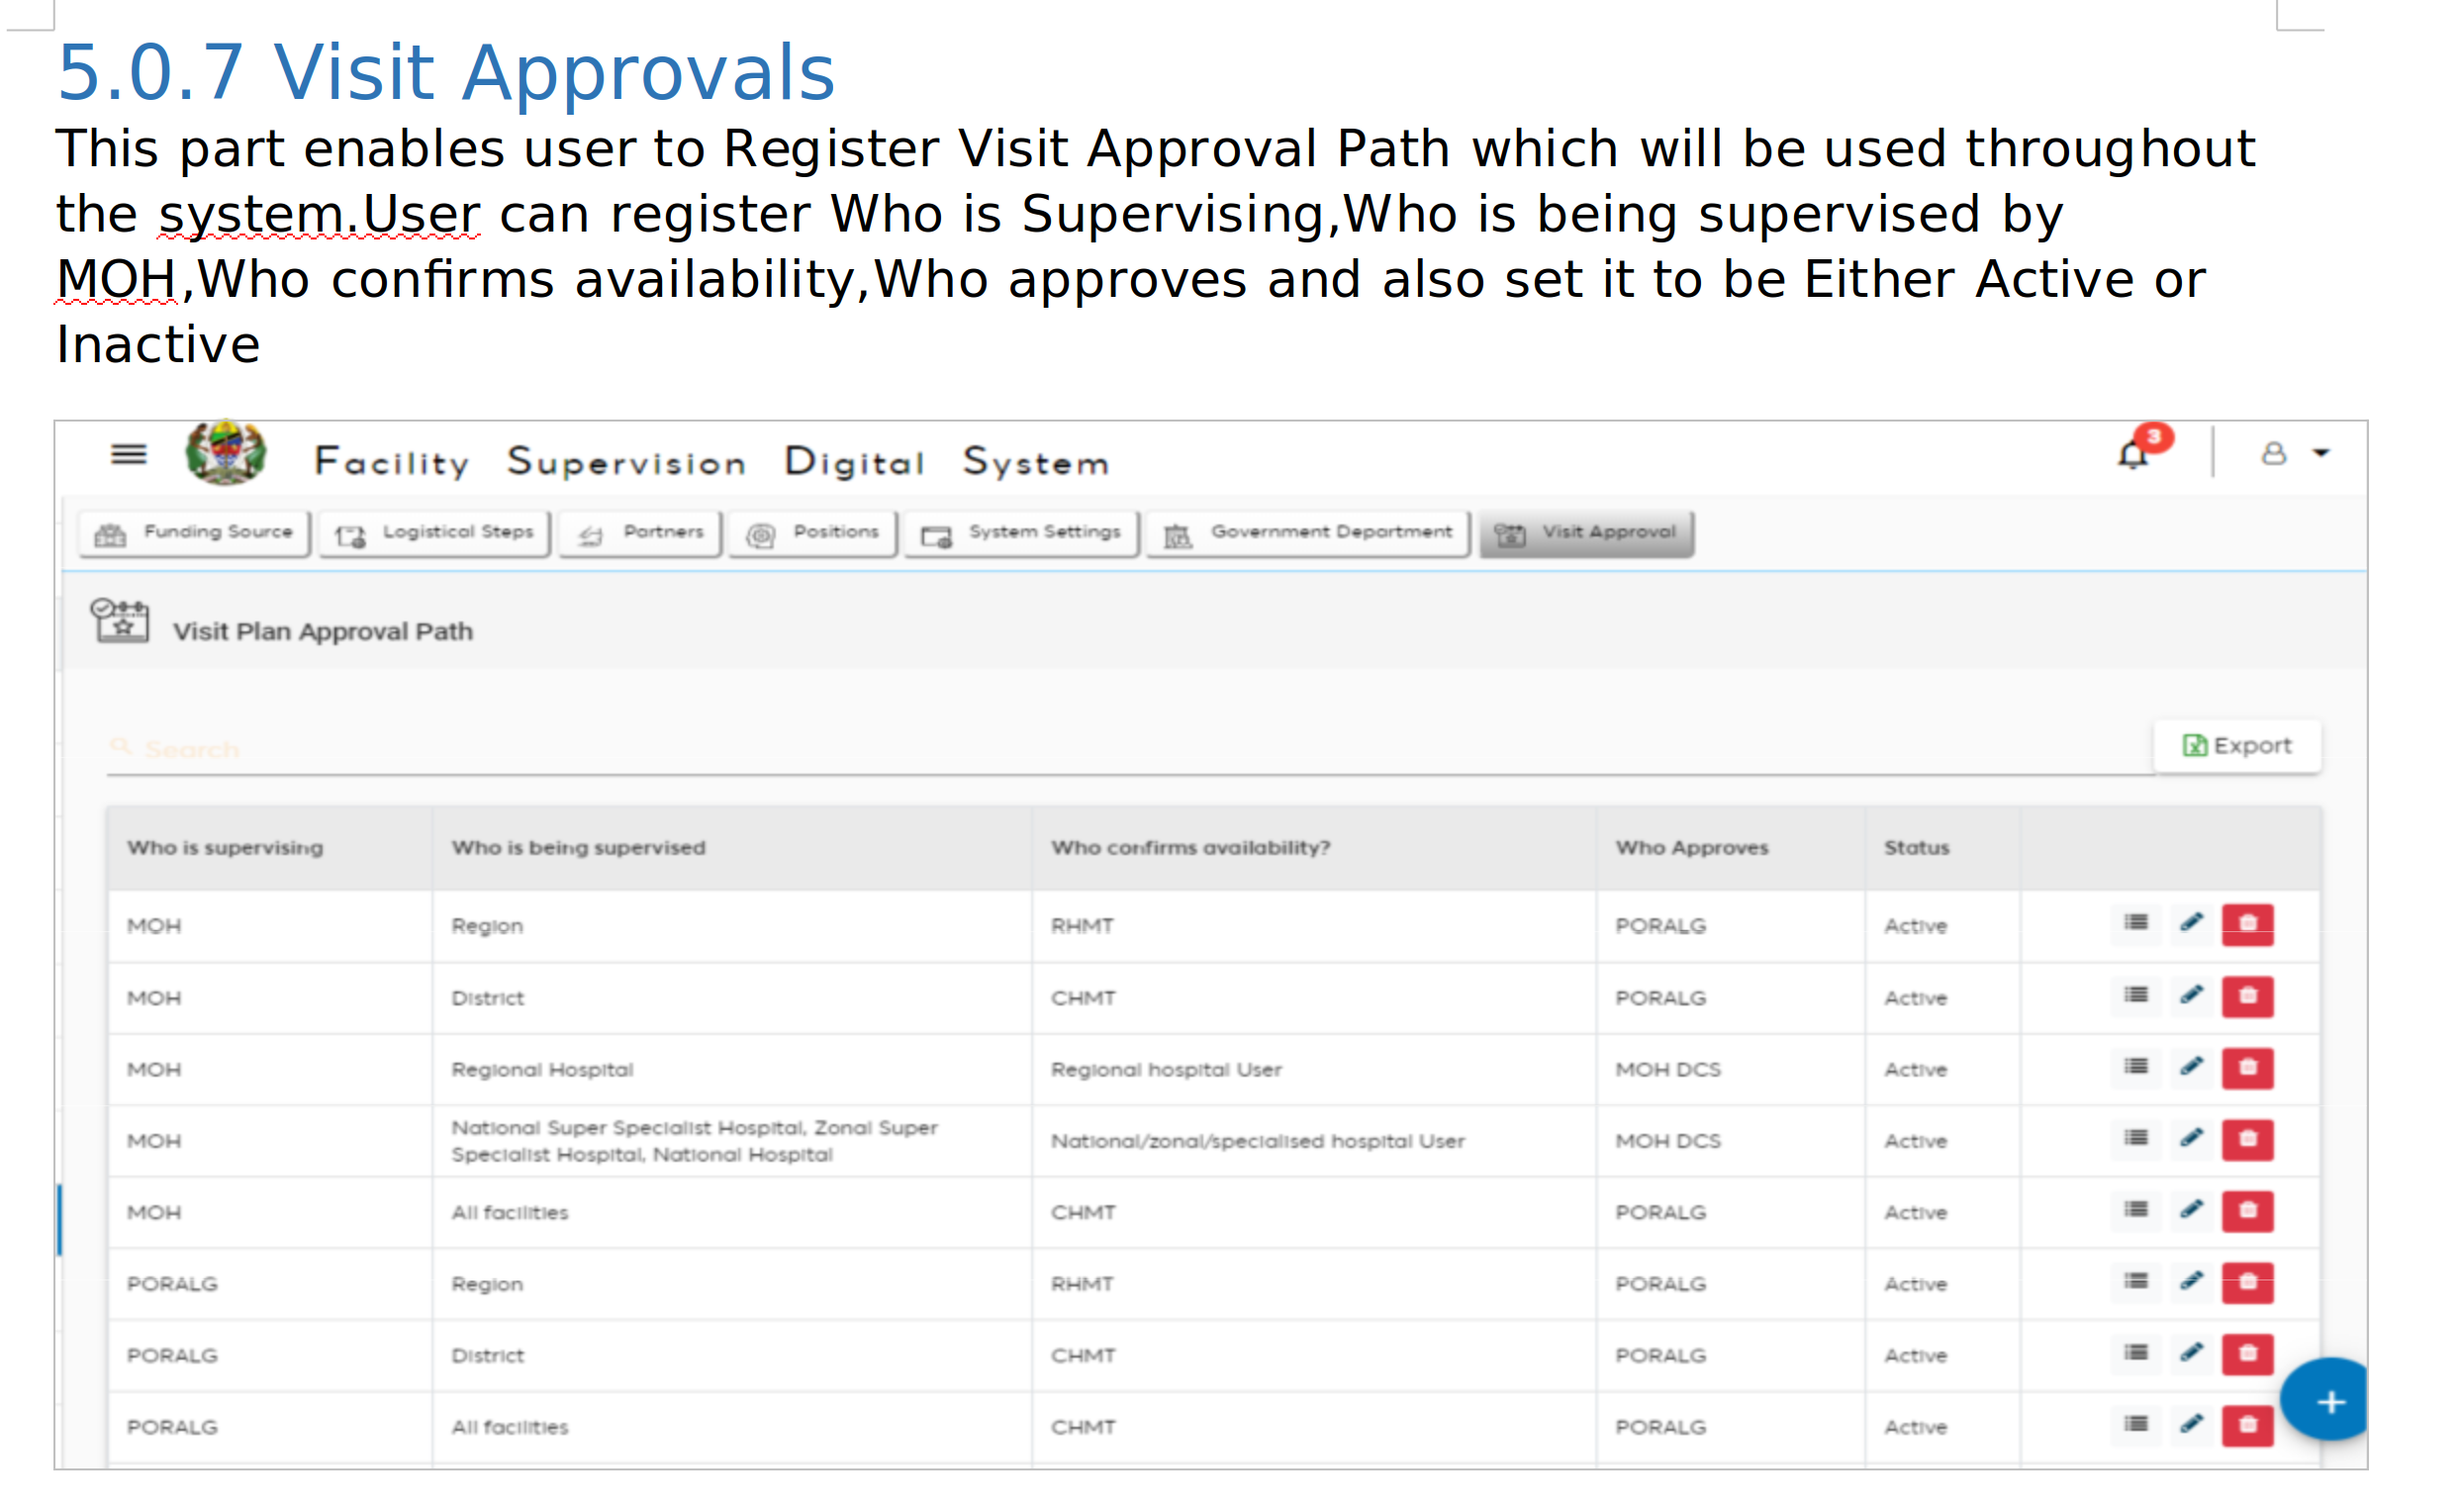 5.0.7 Visit Approvals
This part enables user to Register Visit Approval Path which will be used throughout
the system.User can register Who is Supervising,Who is being supervised by
MOH,Who confirms availability,Who approves and also set it to be Either Active or
Inactive
Facility Supervision Digital System 3
Funding Source Logistical Steps Partners Positions System Settings Government Department Visit Approval
Visit Plan Approval Path
Search Export
Who is supervising Who is being supervised Who confirms availability? Who Approves Status
MOH Region RHMT PORALG Active
MOH District CHMT PORALG Active
MOH Regional Hospital Regional hospital User MOH DCS Active
MOH National Super Specialist Hospital, Zonal Super
Specialist Hospital, National Hospital National/zonal/specialised hospital User MOH DCS Active
MOH All facilities CHMT PORALG Active
PORALG Region RHMT PORALG Active
PORALG District CHMT PORALG Active
PORALG All facilities CHMT PORALG Active